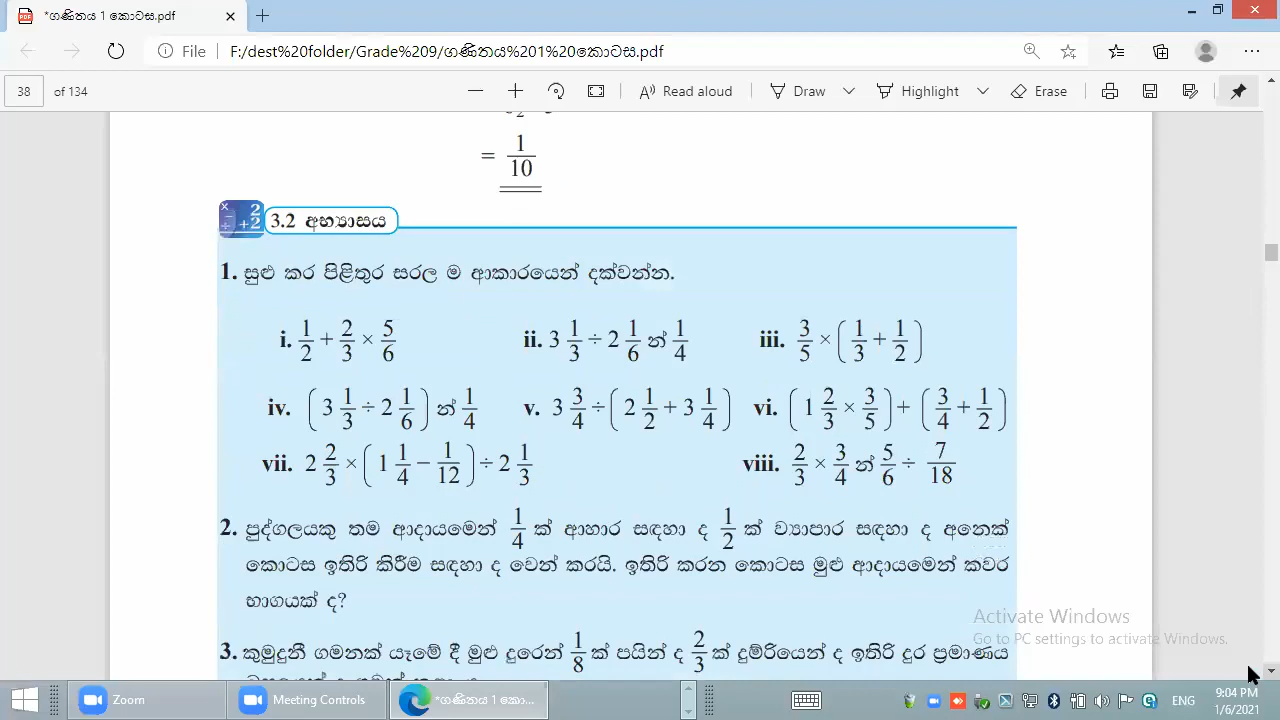 *ගණිතය 1 කොටස.pdf
File F:/dest%20folder/Grade%209/ගණිතය%201%20කොටස.pdf
38 of 134 Read aloud Draw Highlight Erase
= 1/10
3.2 අභ්‍යාසය
1. සුළු කර පිළිතුර සරල ම ආකාරයෙන් දක්වන්න.
i. 1/2 + 2/3 × 5/6 ii. 3 1/3 ÷ 2 1/6 න් 1/4 iii. 3/5 × (1/3 + 1/2)
iv. (3 1/3 ÷ 2 1/6) න් 1/4 v. 3 3/4 ÷ (2 1/2 + 3 1/4) vi. (1 2/3 × 3/5) + (3/4 + 1/2)
vii. 2 2/3 × (1 1/4 − 1/12) ÷ 2 1/3 viii. 2/3 × 3/4 න් 5/6 ÷ 7/18
2. පුද්ගලයකු තම ආදායමෙන් 1/4 ක් ආහාර සඳහා ද 1/2 ක් ව්‍යාපාර සඳහා ද අනෙක්
කොටස ඉතිරි කිරීම සඳහා ද වෙන් කරයි. ඉතිරි කරන කොටස මුළු ආදායමෙන් කවර
භාගයක් ද?
3. කුමුදුනී ගමනක් යෑමේ දී මුළු දුරෙන් 1/8 ක් පයින් ද 2/3 ක් දුම්රියෙන් ද ඉතිරි දුර ප්‍රමාණය
Activate Windows
Go to PC settings to activate Windows.
Zoom Meeting Controls *ගණිතය 1 කො... ENG 9:04 PM
1/6/2021